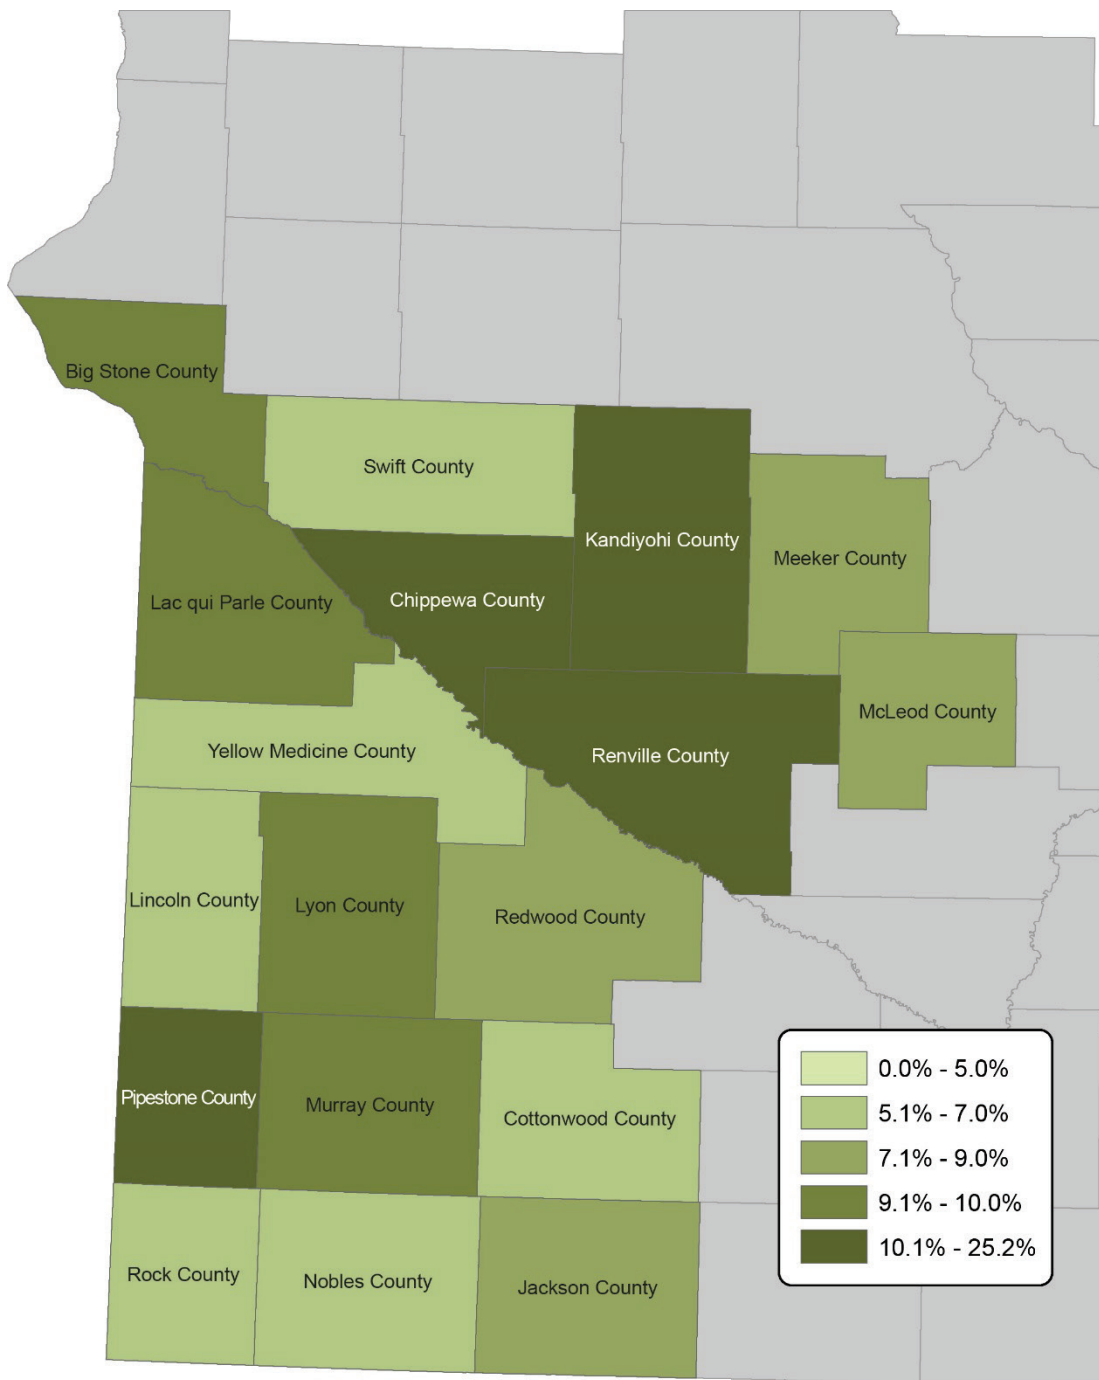 Big Stone County
Swift County
Kandiyohi County
Meeker County
Lac qui Parle County
Chippewa County
McLeod County
Yellow Medicine County
Renville County
Lincoln County
Lyon County
Redwood County
Pipestone County
Murray County
Cottonwood County
Rock County
Nobles County
Jackson County
0.0% - 5.0%
5.1% - 7.0%
7.1% - 9.0%
9.1% - 10.0%
10.1% - 25.2%